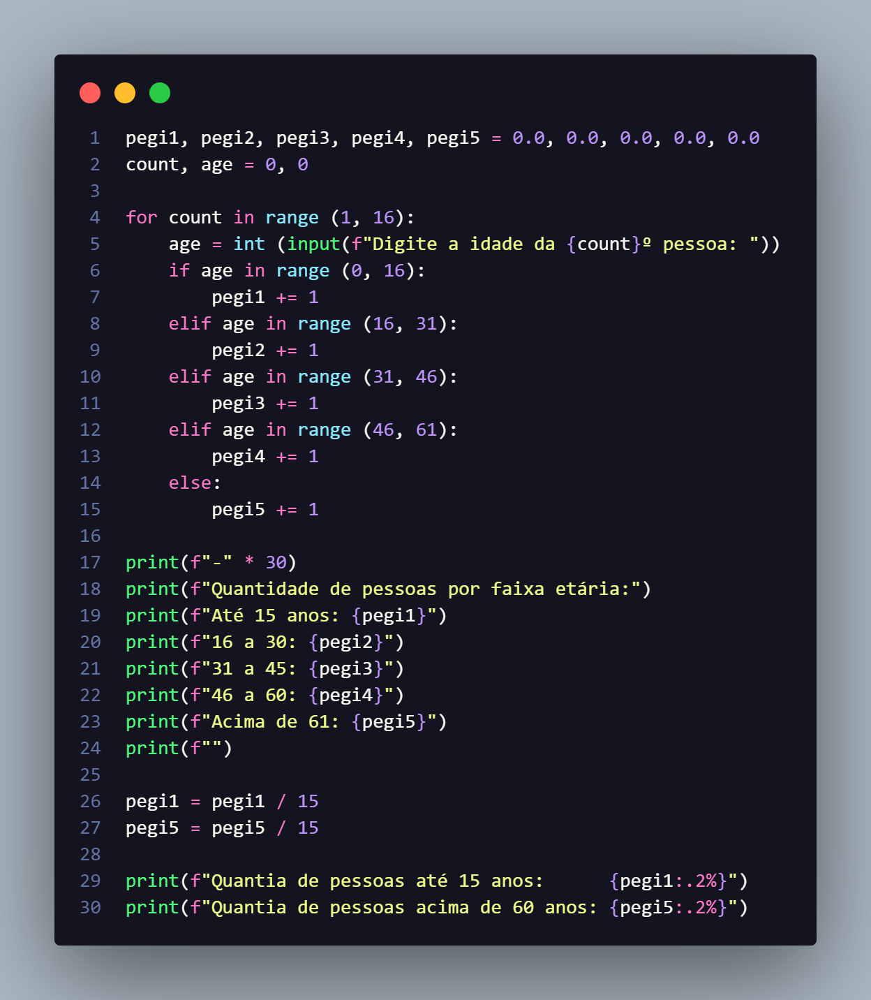 1 pegi1, pegi2, pegi3, pegi4, pegi5 = 0.0, 0.0, 0.0, 0.0, 0.0
2 count, age = 0, 0
3
4 for count in range (1, 16):
5     age = int (input(f"Digite a idade da {count}º pessoa: "))
6     if age in range (0, 16):
7         pegi1 += 1
8     elif age in range (16, 31):
9         pegi2 += 1
10     elif age in range (31, 46):
11         pegi3 += 1
12     elif age in range (46, 61):
13         pegi4 += 1
14     else:
15         pegi5 += 1
16
17 print(f"-" * 30)
18 print(f"Quantidade de pessoas por faixa etária:")
19 print(f"Até 15 anos: {pegi1}")
20 print(f"16 a 30: {pegi2}")
21 print(f"31 a 45: {pegi3}")
22 print(f"46 a 60: {pegi4}")
23 print(f"Acima de 61: {pegi5}")
24 print(f"")
25
26 pegi1 = pegi1 / 15
27 pegi5 = pegi5 / 15
28
29 print(f"Quantia de pessoas até 15 anos:      {pegi1:.2%}")
30 print(f"Quantia de pessoas acima de 60 anos: {pegi5:.2%}")